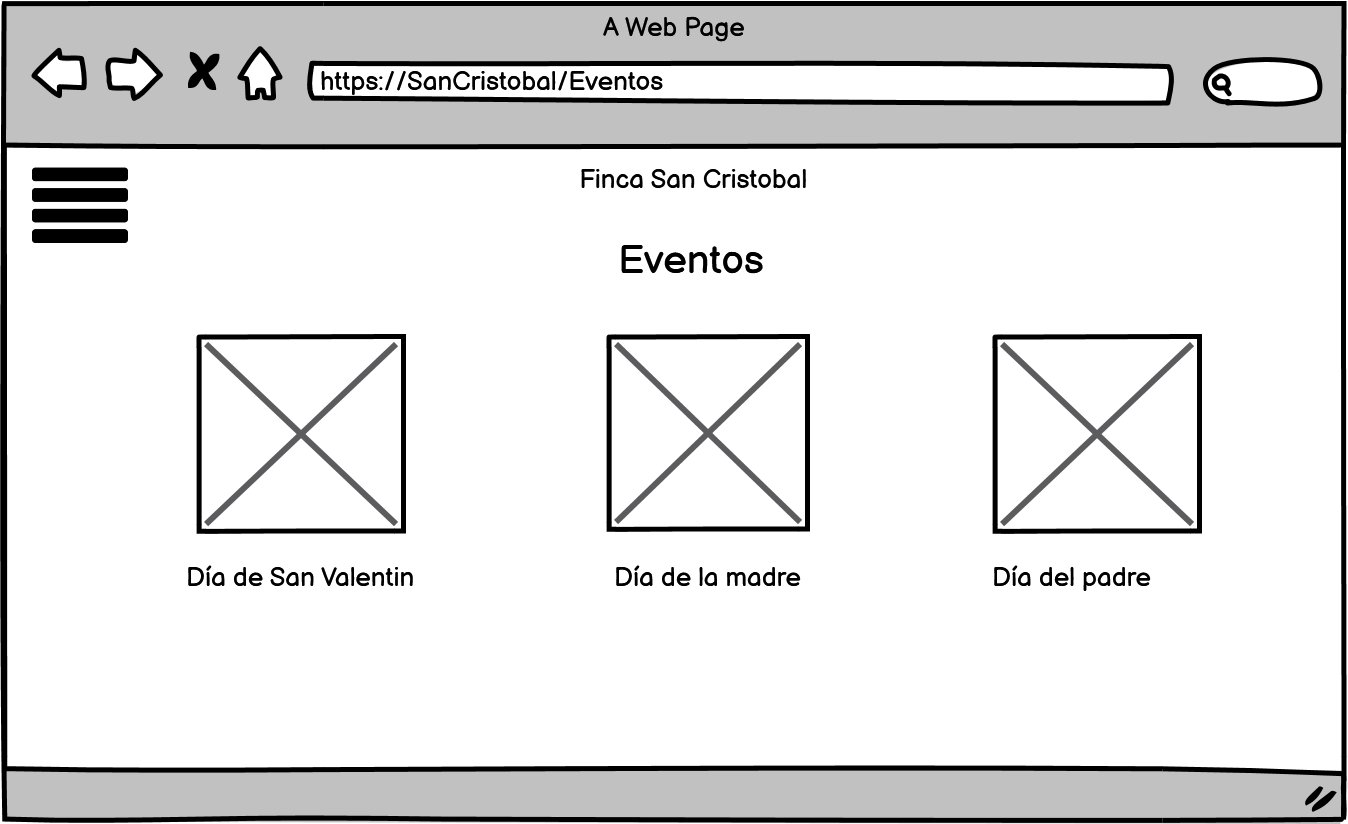 A Web Page
https://SanCristobal/Eventos
Finca San Cristobal
Eventos
Día de San Valentin
Día de la madre
Día del padre